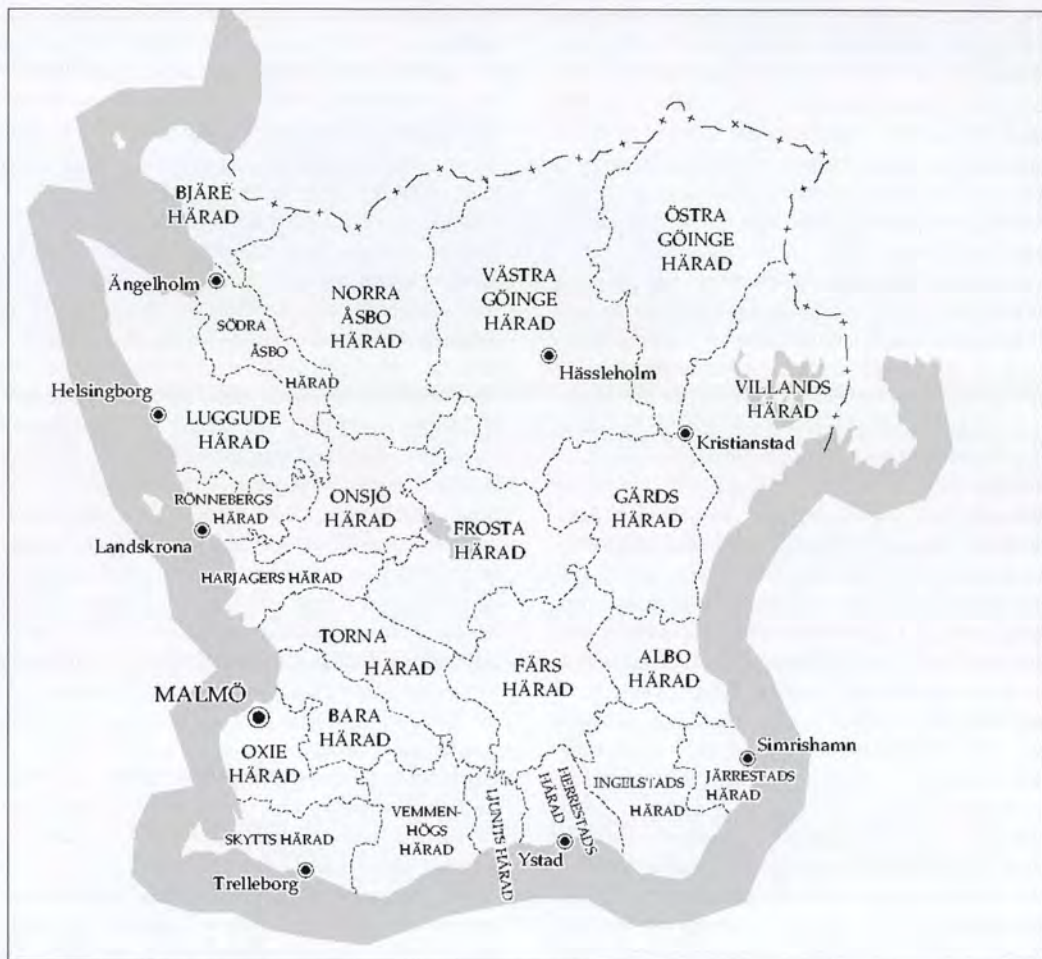 BJÄRE
HÄRAD
ÖSTRA
GÖINGE
HÄRAD
Ängelholm
NORRA
ÅSBO
HÄRAD
VÄSTRA
GÖINGE
HÄRAD
SÖDRA
ÅSBO
HÄRAD
Hässleholm
Helsingborg
LUGGUDE
HÄRAD
VILLANDS
HÄRAD
Kristianstad
RÖNNEBERGS
HÄRAD
ONSJÖ
HÄRAD
GÄRDS
HÄRAD
Landskrona
FROSTA
HÄRAD
HARJAGERS HÄRAD
TORNA
HÄRAD
FÄRS
HÄRAD
ALBO
HÄRAD
MALMÖ
BARA
HÄRAD
OXIE
HÄRAD
Simrishamn
INGELSTADS
HÄRAD
JÄRRESTADS
HÄRAD
SKYTTS HÄRAD
VEMMEN-
HÖGS
HÄRAD
LJUNITS HÄRAD
HERRESTADS
HÄRAD
Ystad
Trelleborg